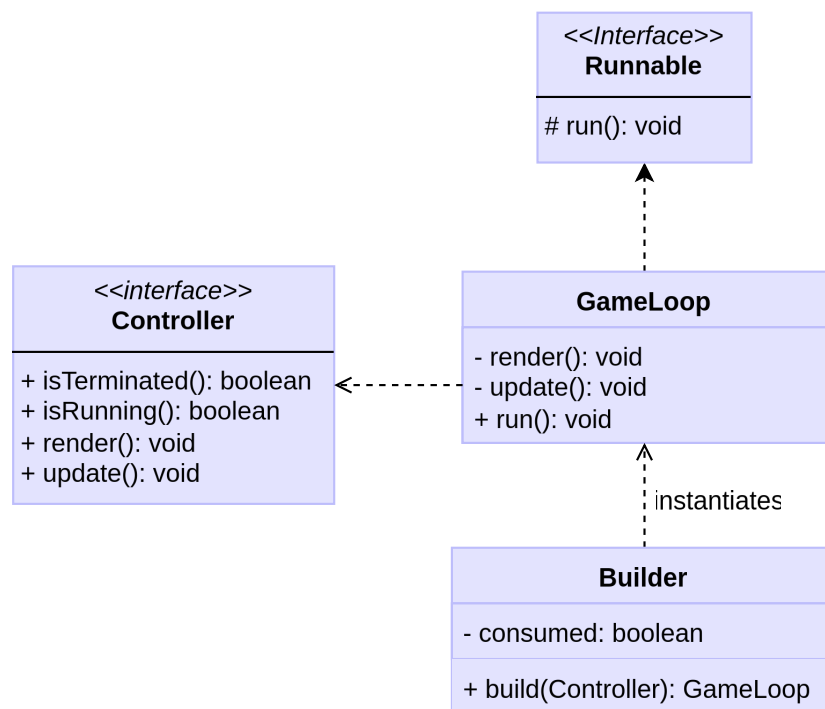 <<Interface>>
Runnable
# run(): void
<<interface>>
Controller
+ isTerminated(): boolean
+ isRunning(): boolean
+ render(): void
+ update(): void
GameLoop
- render(): void
- update(): void
+ run(): void
instantiates
Builder
- consumed: boolean
+ build(Controller): GameLoop